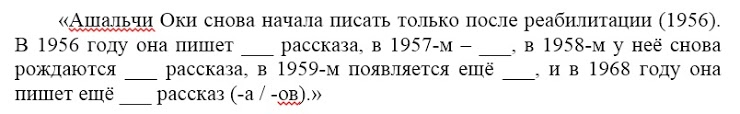 «Ашальчи Оки снова начала писать только после реабилитации (1956).
В 1956 году она пишет ___ рассказа, в 1957-м – ___, в 1958-м у неё снова
рождаются ___ рассказа, в 1959-м появляется ещё ___, и в 1968 году она
пишет ещё ___ рассказ (-а / -ов).»